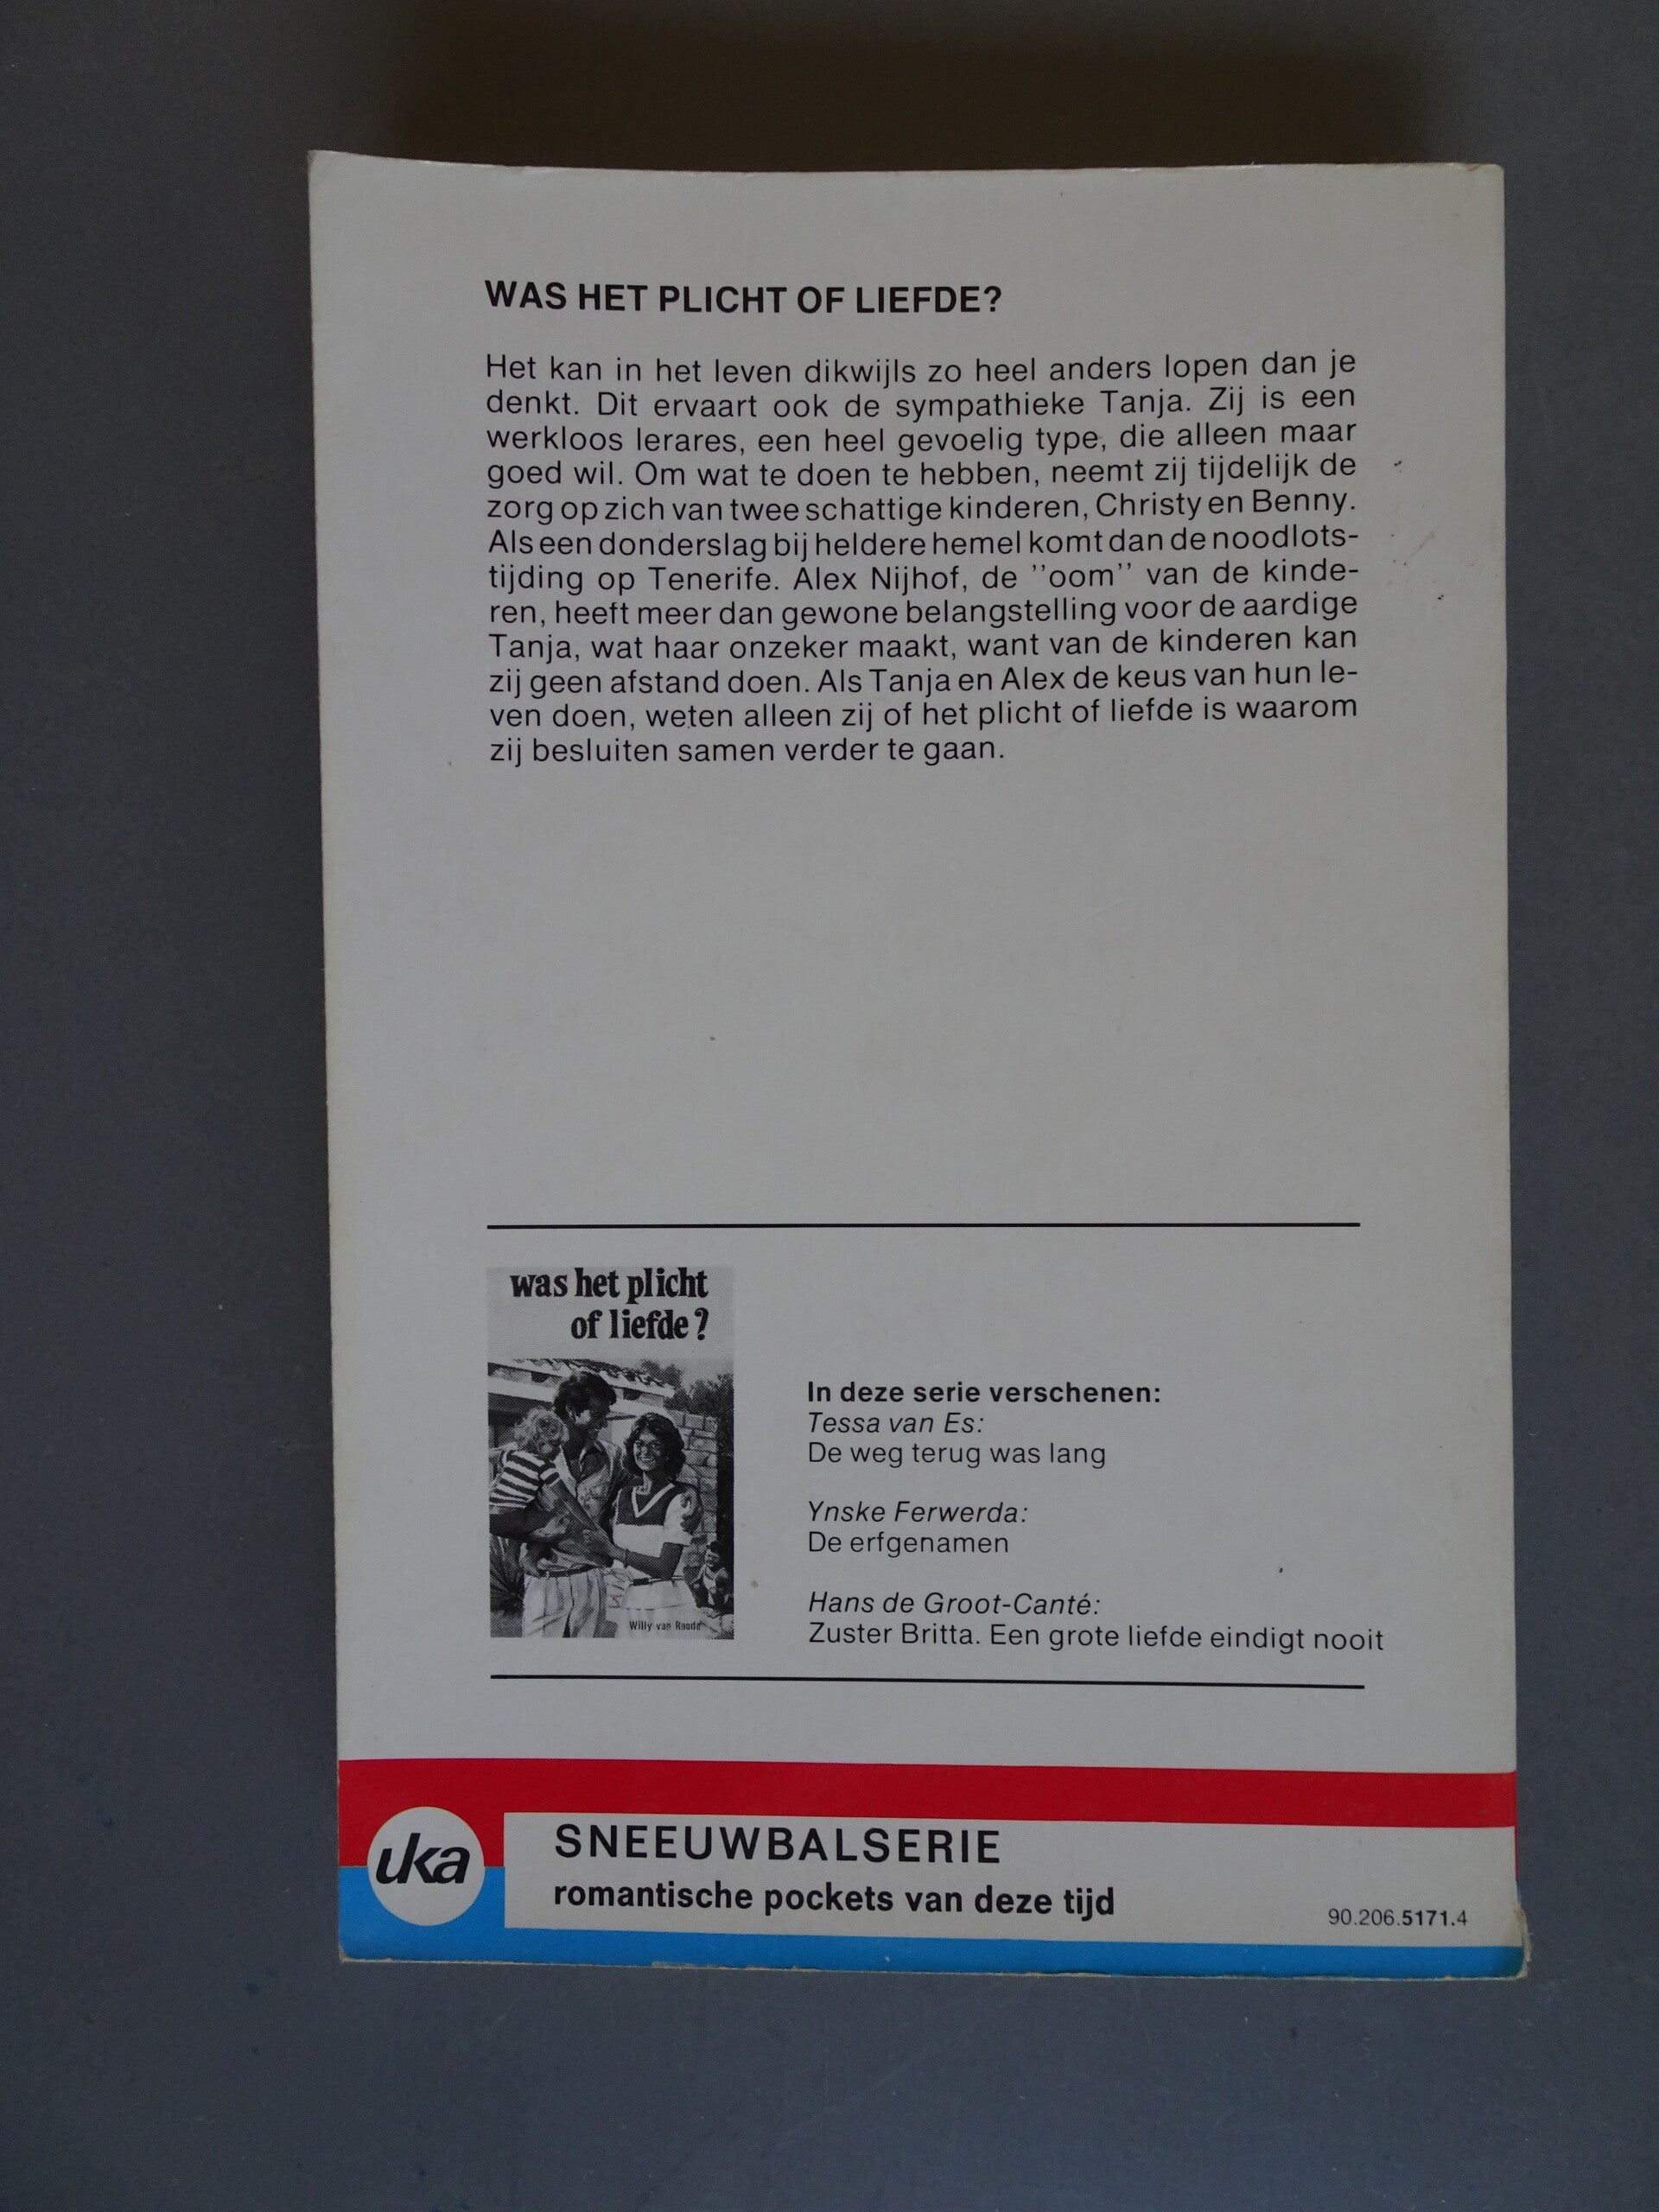 WAS HET PLICHT OF LIEFDE?
Het kan in het leven dikwijls zo heel anders lopen dan je
denkt. Dit ervaart ook de sympathieke Tanja. Zij is een
werkloos lerares, een heel gevoelig type, die alleen maar
goed wil. Om wat te doen te hebben, neemt zij tijdelijk de
zorg op zich van twee schattige kinderen, Christy en Benny.
Als een donderslag bij heldere hemel komt dan de noodlots-
tijding op Tenerife. Alex Nijhof, de ''oom'' van de kinde-
ren, heeft meer dan gewone belangstelling voor de aardige
Tanja, wat haar onzeker maakt, want van de kinderen kan
zij geen afstand doen. Als Tanja en Alex de keus van hun le-
ven doen, weten alleen zij of het plicht of liefde is waarom
zij besluiten samen verder te gaan.
was het plicht
of liefde?
Willy van
In deze serie verschenen:
Tessa van Es:
De weg terug was lang
Ynske Ferwerda:
De erfgenamen
Hans de Groot-Canté:
Zuster Britta. Een grote liefde eindigt nooit
uka
SNEEUWBALSERIE
romantische pockets van deze tijd
90.206.5171.4